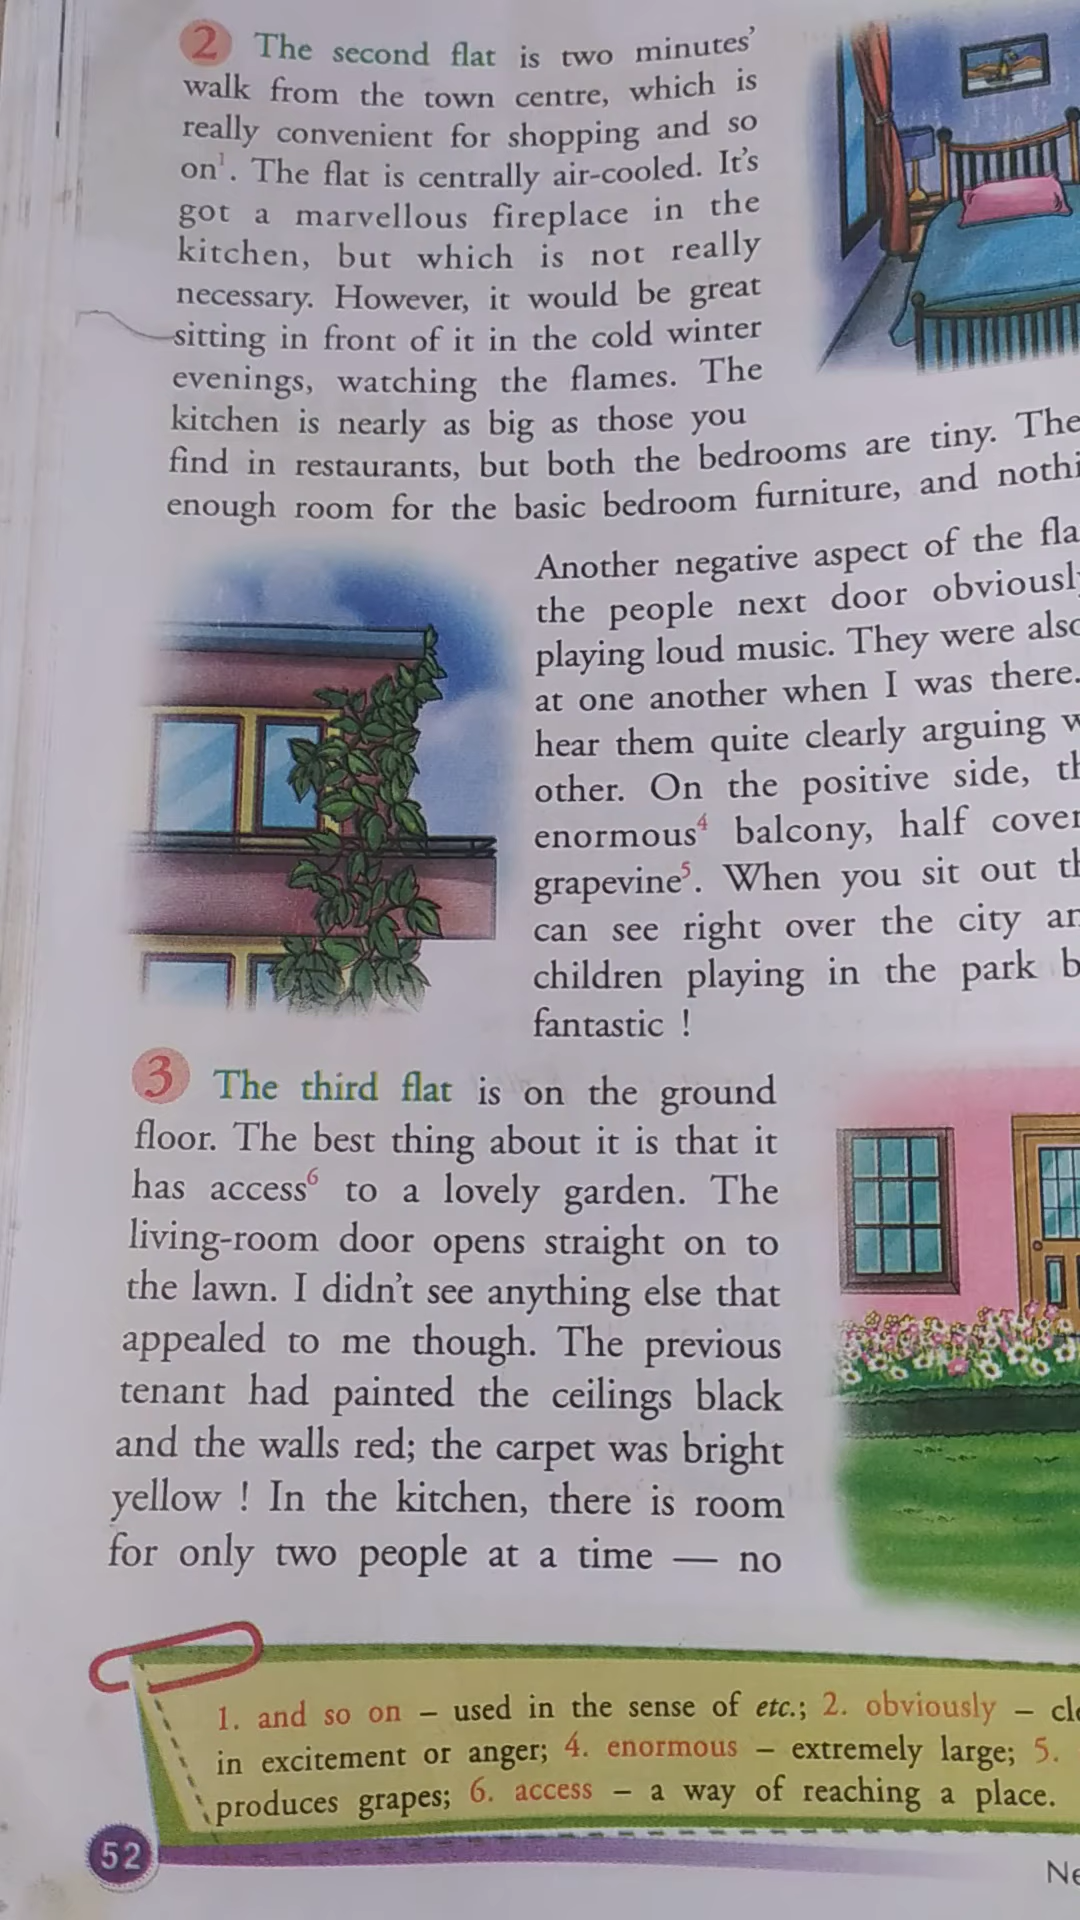 2 The second flat is two minutes'
walk from the town centre, which is
really convenient for shopping and so
on¹. The flat is centrally air-cooled. It's
got a marvellous fireplace in the
kitchen, but which is not really
necessary. However, it would be great
sitting in front of it in the cold winter
evenings, watching the flames. The
kitchen is nearly as big as those you
find in restaurants, but both the bedrooms are tiny. The
enough room for the basic bedroom furniture, and nothi
Another negative aspect of the fla
the people next door obviously
playing loud music. They were also
at one another when I was there.
hear them quite clearly arguing w
other. On the positive side, th
enormous⁴ balcony, half cover
grapevine⁵. When you sit out th
can see right over the city an
children playing in the park b
fantastic !
3 The third flat is on the ground
floor. The best thing about it is that it
has access⁶ to a lovely garden. The
living-room door opens straight on to
the lawn. I didn't see anything else that
appealed to me though. The previous
tenant had painted the ceilings black
and the walls red; the carpet was bright
yellow ! In the kitchen, there is room
for only two people at a time — no
1. and so on – used in the sense of etc.; 2. obviously – cle
in excitement or anger; 4. enormous – extremely large; 5.
produces grapes; 6. access – a way of reaching a place.
52
Ne